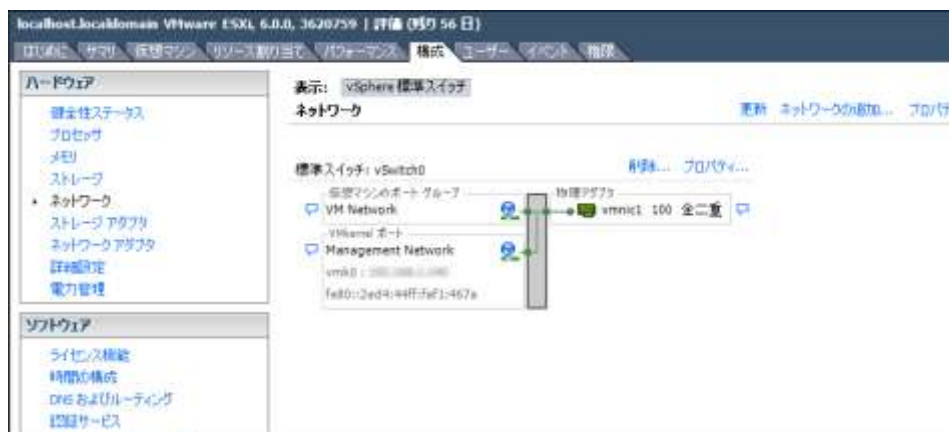 localhost.localdomain VMware ESXi, 6.0.0, 3620759 | 評価 (残り 56 日)
はじめに サマリ 仮想マシン リソース割り当て パフォーマンス 構成 ユーザー イベント 権限
ハードウェア
健全性ステータス
プロセッサ
メモリ
ストレージ
ネットワーク
ストレージ アダプタ
ネットワーク アダプタ
詳細設定
電力管理
ソフトウェア
ライセンス機能
時間の構成
DNS およびルーティング
認証サービス
表示: vSphere 標準スイッチ
ネットワーク
更新 ネットワークの追加... プロパテ
標準スイッチ: vSwitch0 削除... プロパティ...
仮想マシンのポート グループ
VM Network
物理アダプタ
vmnic1 100 全二重
VMkernel ポート
Management Network
vmk0 :
fe80::2ed4:44ff:fef1:467a